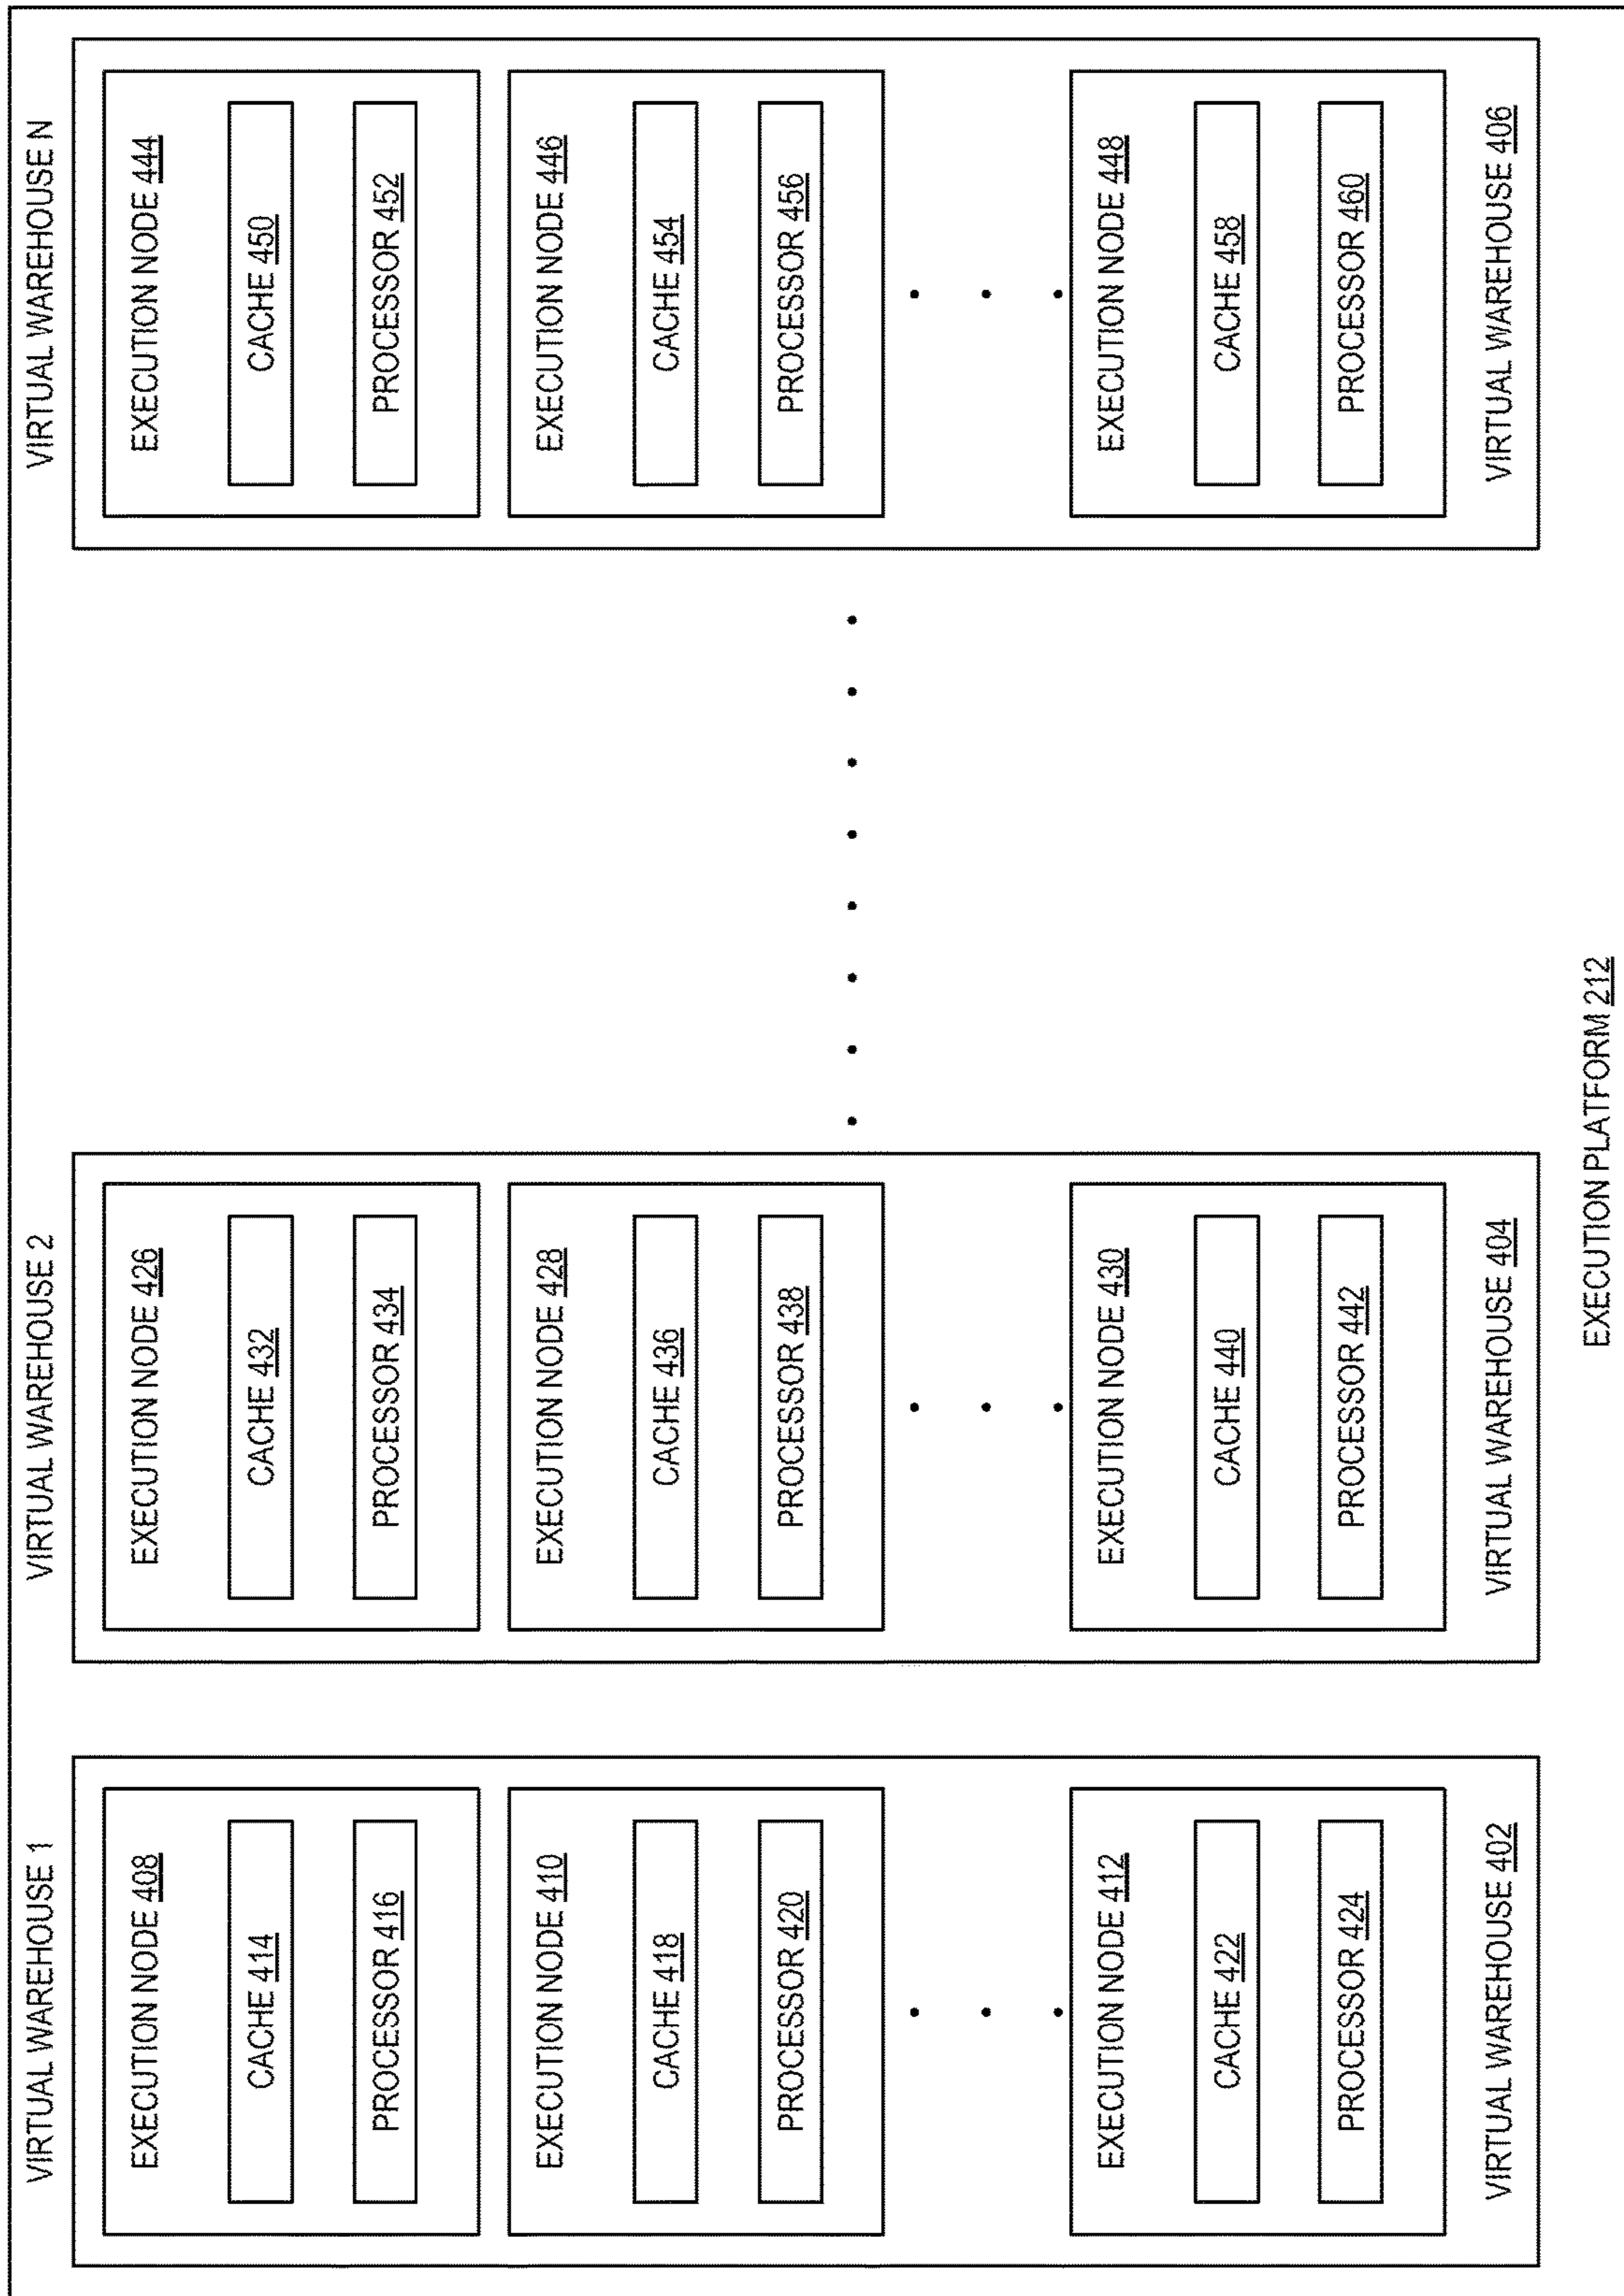 VIRTUAL WAREHOUSE 1
EXECUTION NODE 408
CACHE 414
PROCESSOR 416
EXECUTION NODE 410
CACHE 418
PROCESSOR 420
EXECUTION NODE 412
CACHE 422
PROCESSOR 424
VIRTUAL WAREHOUSE 402
VIRTUAL WAREHOUSE 2
EXECUTION NODE 426
CACHE 432
PROCESSOR 434
EXECUTION NODE 428
CACHE 436
PROCESSOR 438
EXECUTION NODE 430
CACHE 440
PROCESSOR 442
VIRTUAL WAREHOUSE 404
VIRTUAL WAREHOUSE N
EXECUTION NODE 444
CACHE 450
PROCESSOR 452
EXECUTION NODE 446
CACHE 454
PROCESSOR 456
EXECUTION NODE 448
CACHE 458
PROCESSOR 460
VIRTUAL WAREHOUSE 406
EXECUTION PLATFORM 212